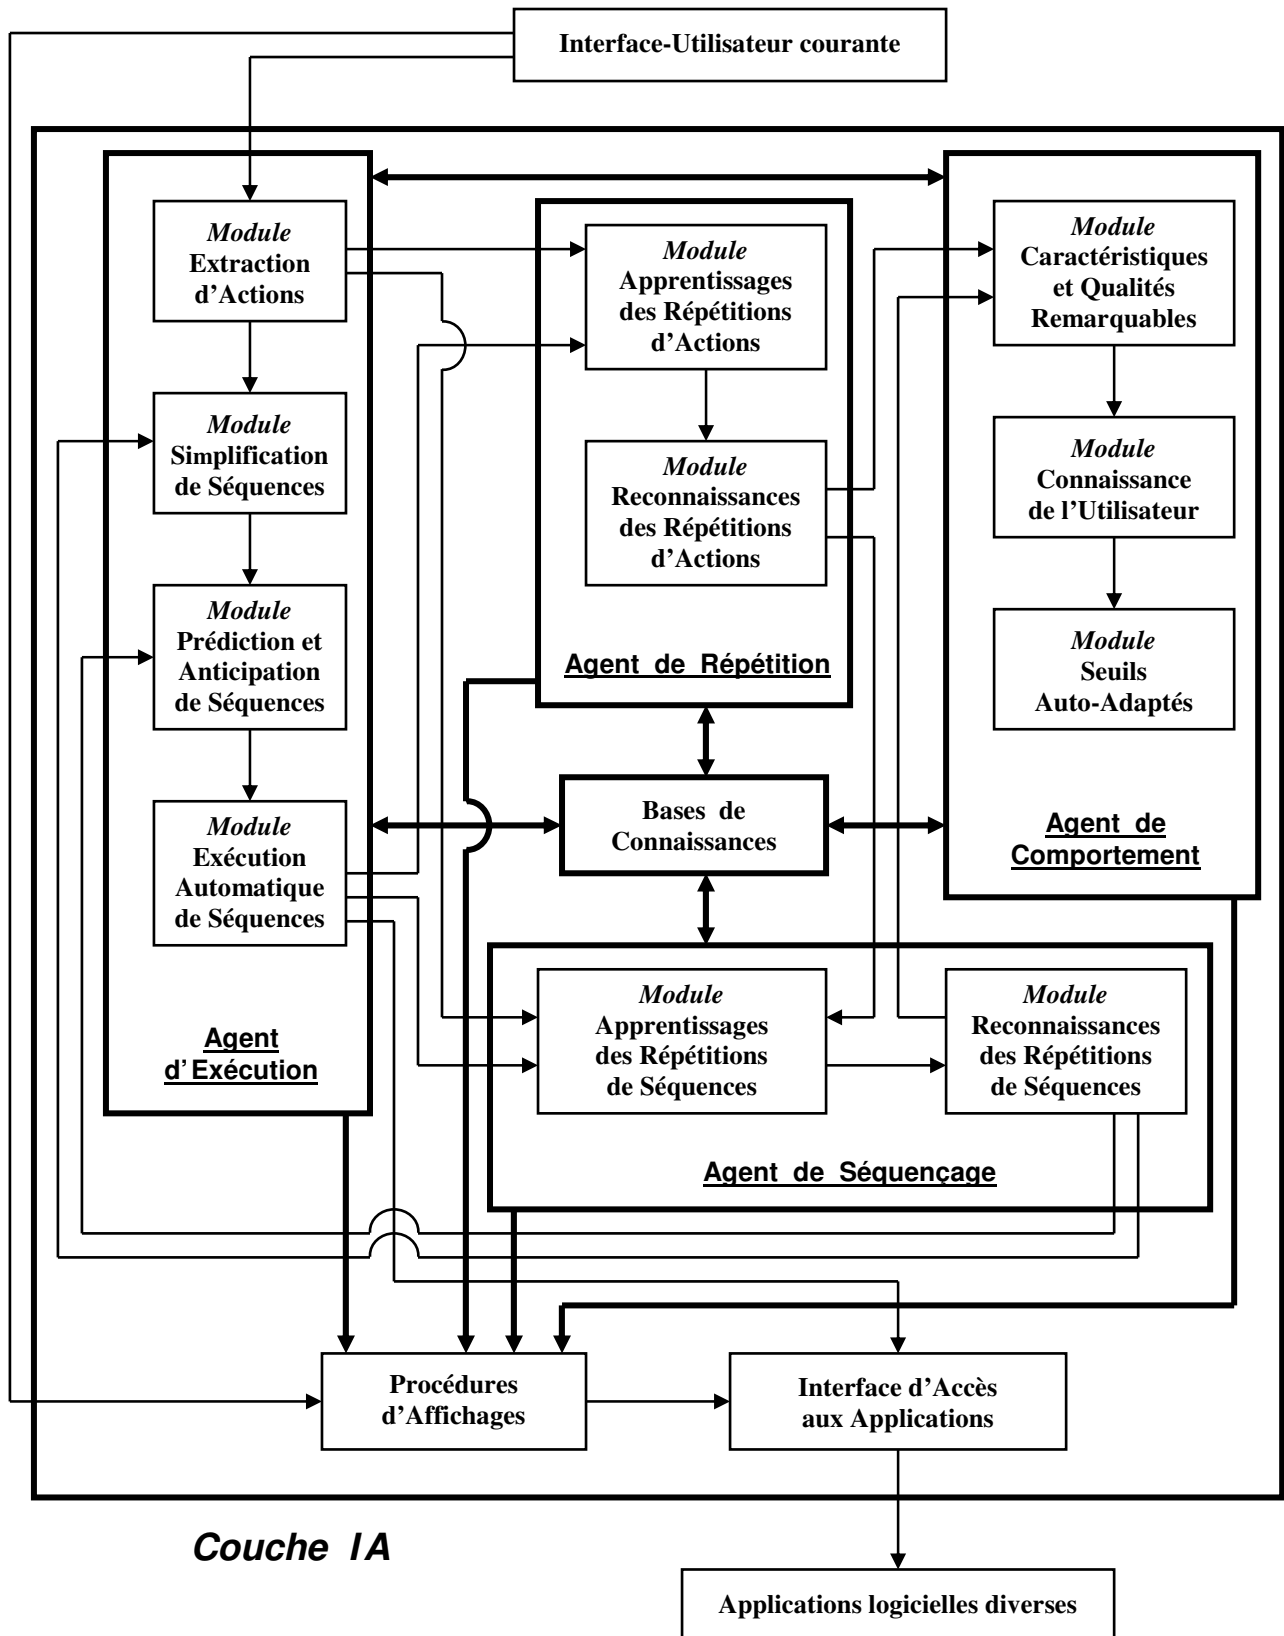 Interface-Utilisateur courante
Module
Extraction
d’Actions
Module
Simplification
de Séquences
Module
Prédiction et
Anticipation
de Séquences
Module
Exécution
Automatique
de Séquences
Agent
d’Exécution
Module
Apprentissages
des Répétitions
d’Actions
Module
Reconnaissances
des Répétitions
d’Actions
Agent de Répétition
Module
Caractéristiques
et Qualités
Remarquables
Module
Connaissance
de l’Utilisateur
Module
Seuils
Auto-Adaptés
Agent de
Comportement
Bases de
Connaissances
Module
Apprentissages
des Répétitions
de Séquences
Module
Reconnaissances
des Répétitions
de Séquences
Agent de Séquençage
Procédures
d’Affichages
Interface d’Accès
aux Applications
Couche IA
Applications logicielles diverses